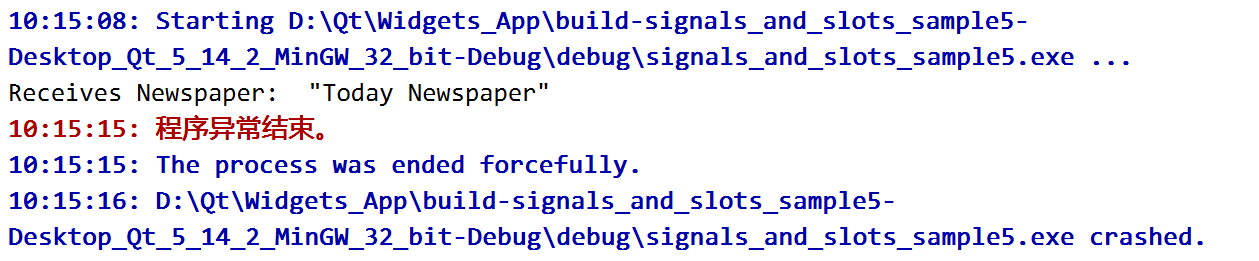 10:15:08: Starting D:\Qt\Widgets_App\build-signals_and_slots_sample5-
Desktop_Qt_5_14_2_MinGW_32_bit-Debug\debug\signals_and_slots_sample5.exe ...
Receives Newspaper:  "Today Newspaper"
10:15:15: 程序异常结束。
10:15:15: The process was ended forcefully.
10:15:16: D:\Qt\Widgets_App\build-signals_and_slots_sample5-
Desktop_Qt_5_14_2_MinGW_32_bit-Debug\debug\signals_and_slots_sample5.exe crashed.